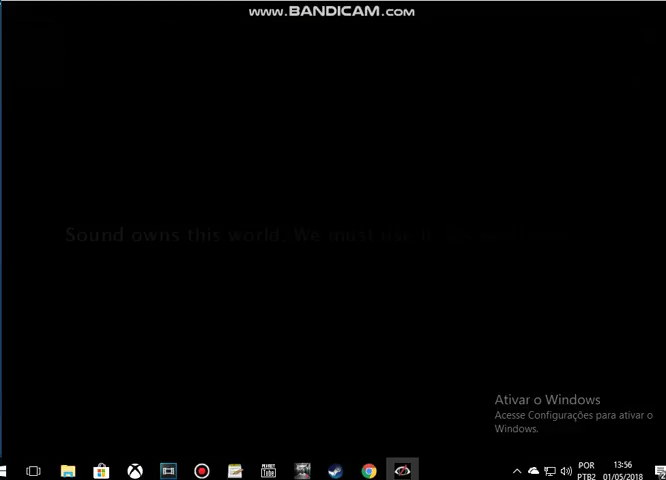 www.BANDICAM.com
Sound owns this world. We must rise
Ativar o Windows
Acesse Configurações para ativar o
Windows.
POR
PTB2
13:56
01/05/2018